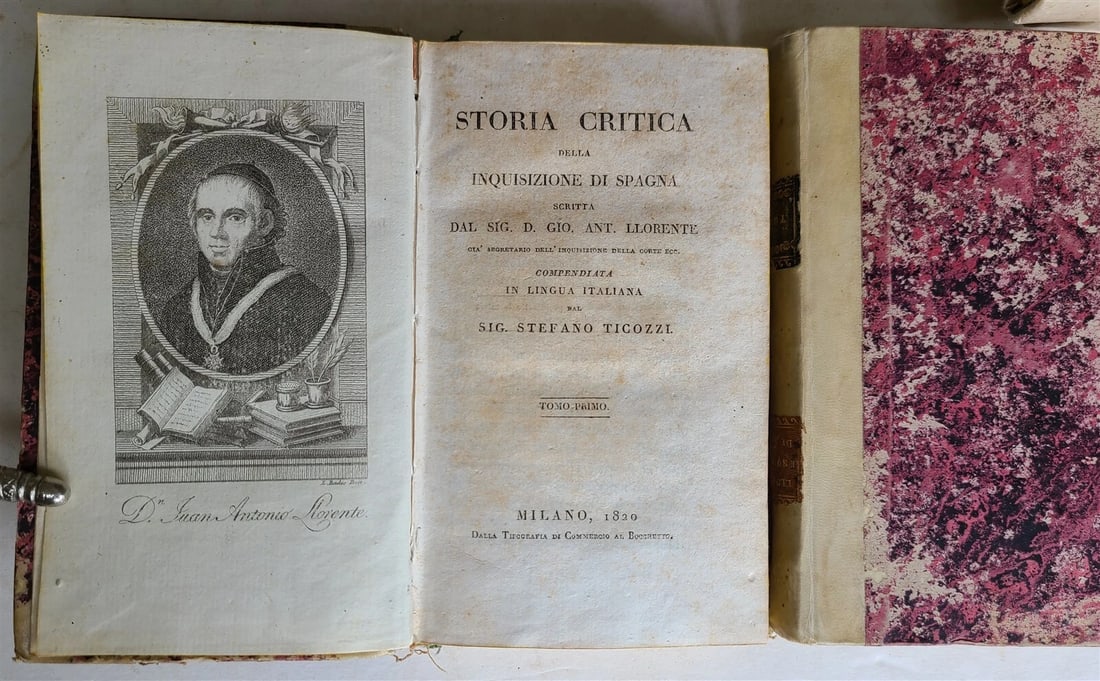 Dn. Juan Antonio Llorente.
STORIA CRITICA
DELLA
INQUISIZIONE DI SPAGNA
SCRITTA
DAL SIG. D. GIO. ANT. LLORENTE
GIA' SEGRETARIO DELL'INQUISIZIONE DELLA CORTE ECC.
COMPENDIATA
IN LINGUA ITALIANA
DAL
SIG. STEFANO TICOZZI.
TOMO PRIMO.
MILANO, 1820
DALLA TIPOGRAFIA DI COMMERCIO AL BOCCHETTO.
DI